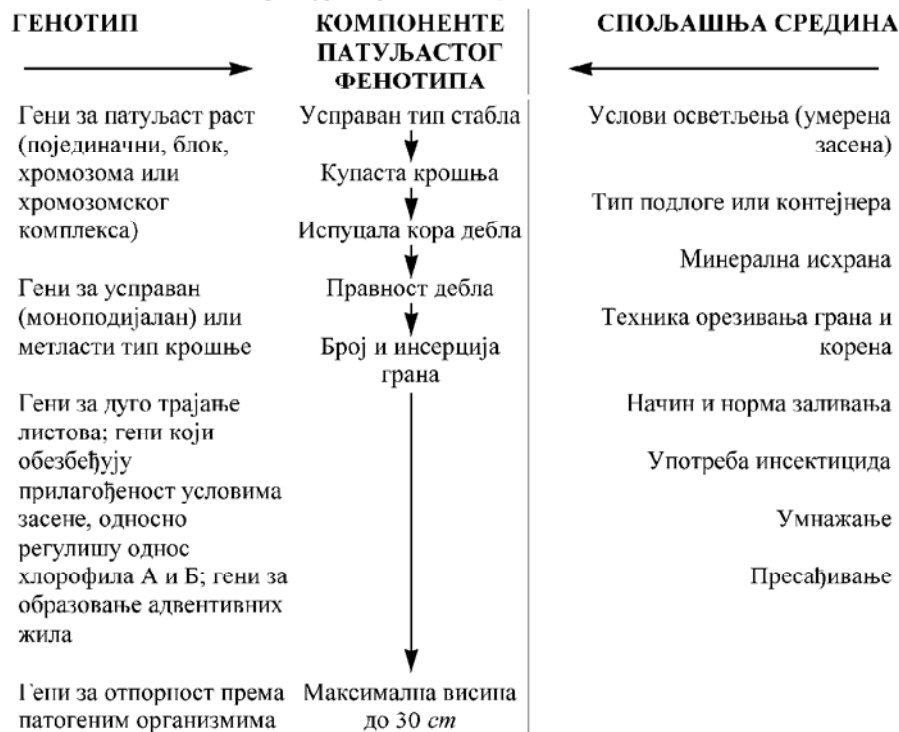 ГЕНОТИП
Гени за патуљаст раст
(појединачни, блок,
хромозома или
хромозомског
комплекса)
Гени за усправан
(моноподијалан) или
метласти тип крошње
Гени за дуго трајање
листова; гени који
обезбеђују
прилагођеност условима
засене, односно
регулишу однос
хлорофила А и Б; гени за
образовање адвентивних
жила
Гени за отпорност према
патогеним организмима
КОМПОНЕНТЕ
ПАТУЉАСТОГ
ФЕНОТИПА
Усправан тип стабла
Купаста крошња
Испуцала кора дебла
Правност дебла
Број и инсерција
грана
Максимална висина
до 30 cm
СПОЉАШЊА СРЕДИНА
Услови осветљења (умерена
засена)
Тип подлоге или контејнера
Минерална исхрана
Техника орезивања грана и
корена
Начин и норма заливања
Употреба инсектицида
Умнажање
Пресађивање